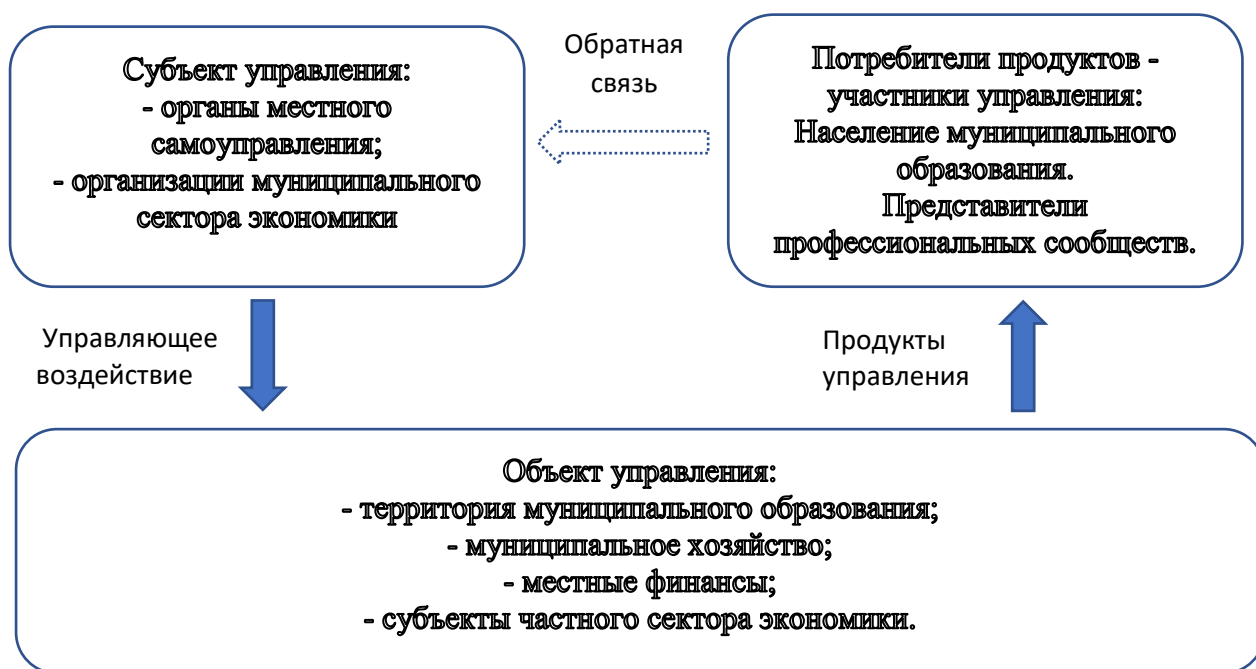 Субъект управления:
- органы местного
самоуправления;
- организации муниципального
сектора экономики
Обратная
связь
Потребители продуктов -
участники управления:
Население муниципального
образования.
Представители
профессиональных сообществ.
Управляющее
воздействие
Продукты
управления
Объект управления:
- территория муниципального образования;
- муниципальное хозяйство;
- местные финансы;
- субъекты частного сектора экономики.